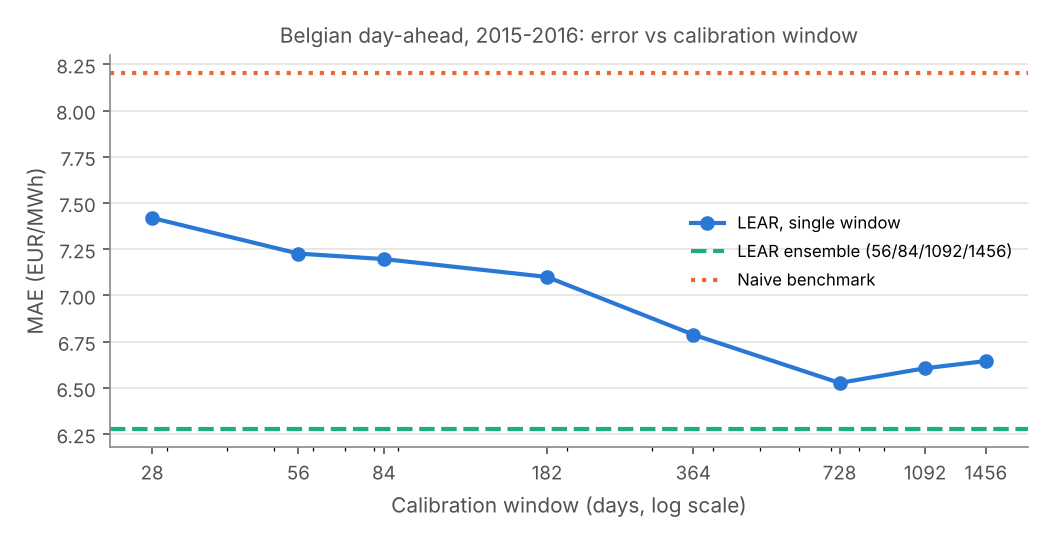 Belgian day-ahead, 2015-2016: error vs calibration window
MAE (EUR/MWh)
8.25
8.00
7.75
7.50
7.25
7.00
6.75
6.50
6.25
LEAR, single window
LEAR ensemble (56/84/1092/1456)
Naive benchmark
28 56 84 182 364 728 1092 1456
Calibration window (days, log scale)